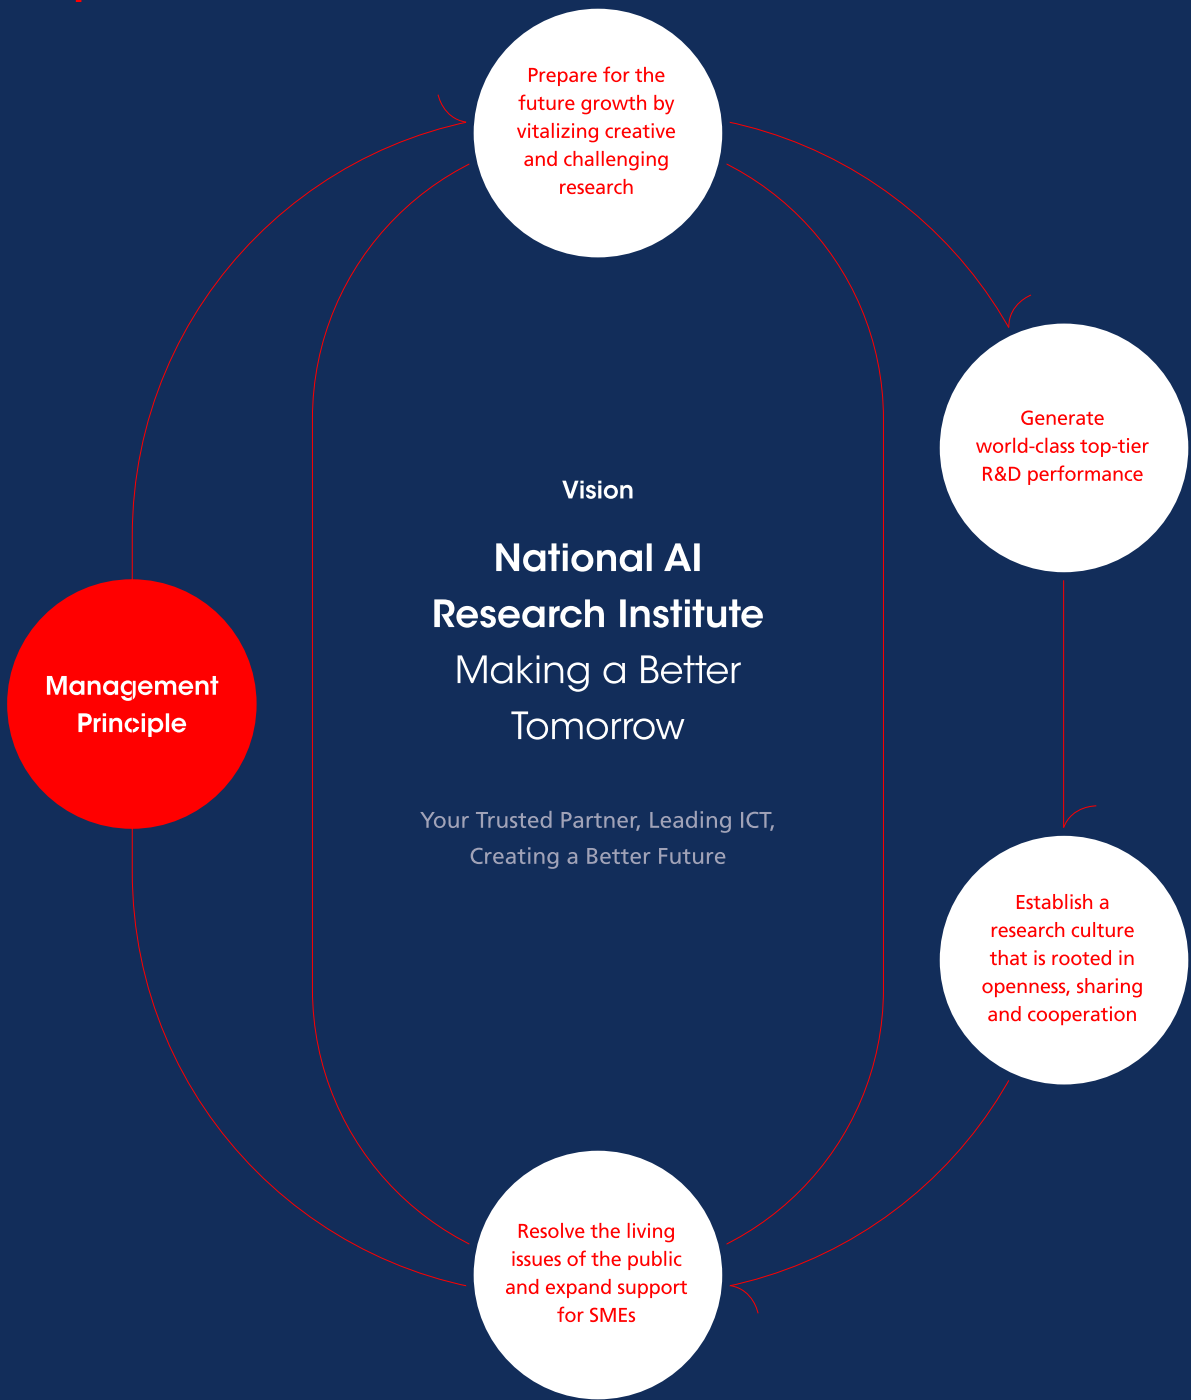 Prepare for the
future growth by
vitalizing creative
and challenging
research
Generate
world-class top-tier
R&D performance
Vision
National AI
Research Institute
Making a Better
Tomorrow
Your Trusted Partner, Leading ICT,
Creating a Better Future
Management
Principle
Establish a
research culture
that is rooted in
openness, sharing
and cooperation
Resolve the living
issues of the public
and expand support
for SMEs